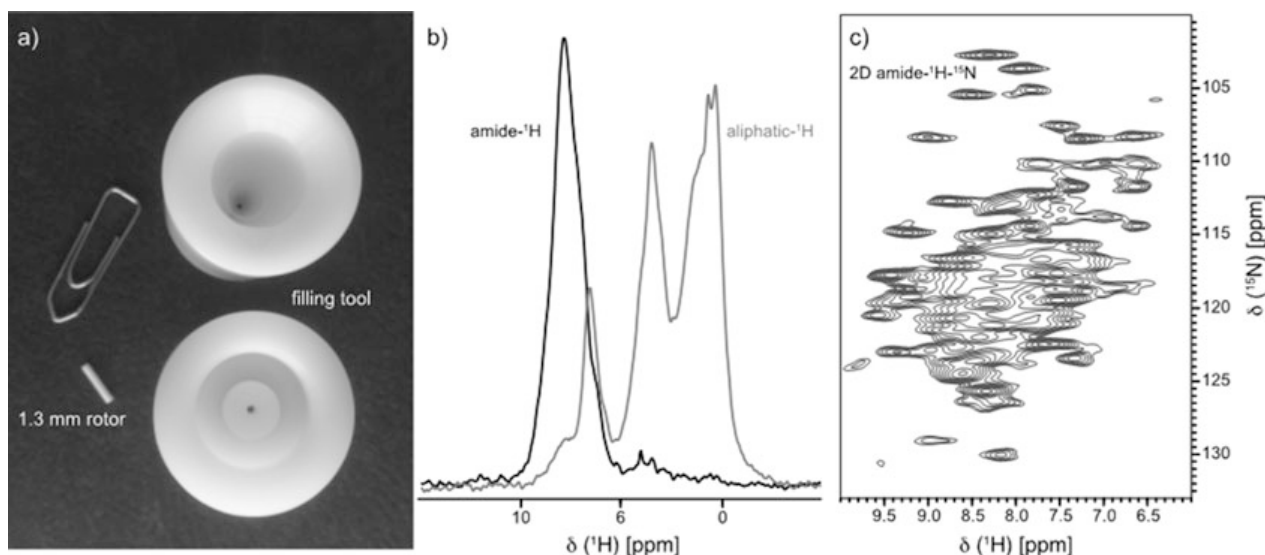 a)
filling tool
1.3 mm rotor
b)
amide-¹H
aliphatic-¹H
10 6 0
δ (¹H) [ppm]
c)
2D amide-¹H-¹⁵N
105
110
115
120
125
130
δ (¹⁵N) [ppm]
9.5 9.0 8.5 8.0 7.5 7.0 6.5
δ (¹H) [ppm]